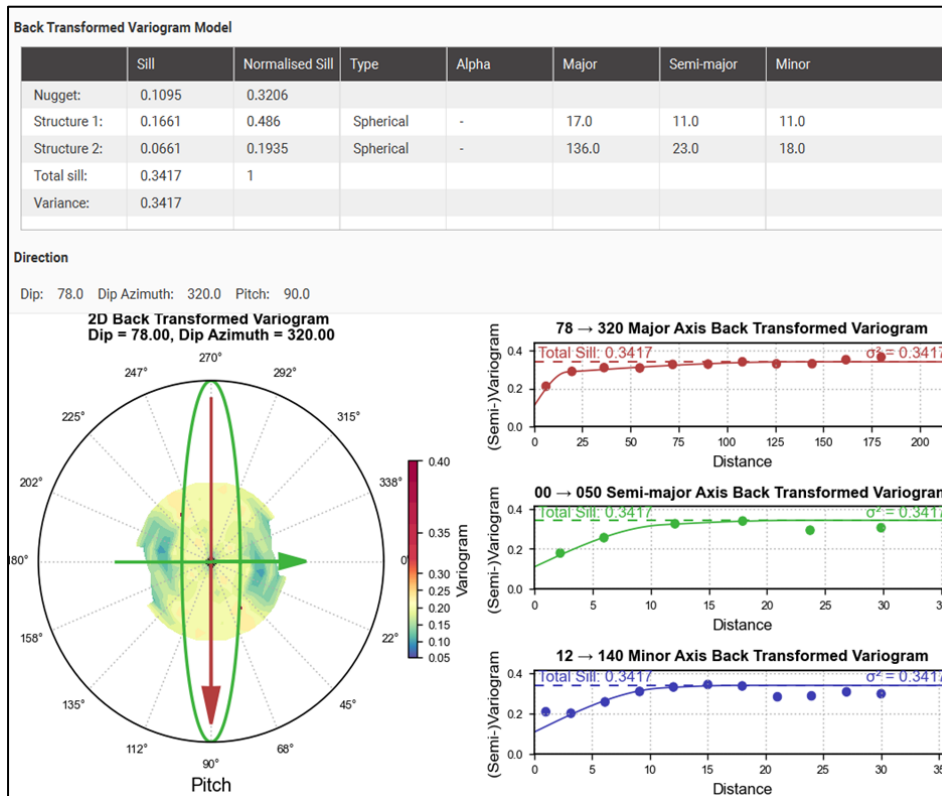 Back Transformed Variogram Model
Sill Normalised Sill Type Alpha Major Semi-major Minor
Nugget: 0.1095 0.3206
Structure 1: 0.1661 0.486 Spherical - 17.0 11.0 11.0
Structure 2: 0.0661 0.1935 Spherical - 136.0 23.0 18.0
Total sill: 0.3417 1
Variance: 0.3417
Direction
Dip: 78.0 Dip Azimuth: 320.0 Pitch: 90.0
2D Back Transformed Variogram
Dip = 78.00, Dip Azimuth = 320.00
270°
247° 292°
225° 315°
202° 338°
180° 0°
158° 22°
135° 45°
112° 68°
90°
Pitch
0.40
0.35
0.30
0.25
0.20
0.15
0.10
0.05
Variogram
78 → 320 Major Axis Back Transformed Variogram
Total Sill: 0.3417 σ² = 0.3417
0.4
0.2
0.0
(Semi-)Variogram
0 25 50 75 100 125 150 175 200
Distance
00 → 050 Semi-major Axis Back Transformed Variogram
Total Sill: 0.3417 σ² = 0.3417
0.4
0.2
0.0
(Semi-)Variogram
0 5 10 15 20 25 30 35
Distance
12 → 140 Minor Axis Back Transformed Variogram
Total Sill: 0.3417 σ² = 0.3417
0.4
0.2
0.0
(Semi-)Variogram
0 5 10 15 20 25 30 35
Distance